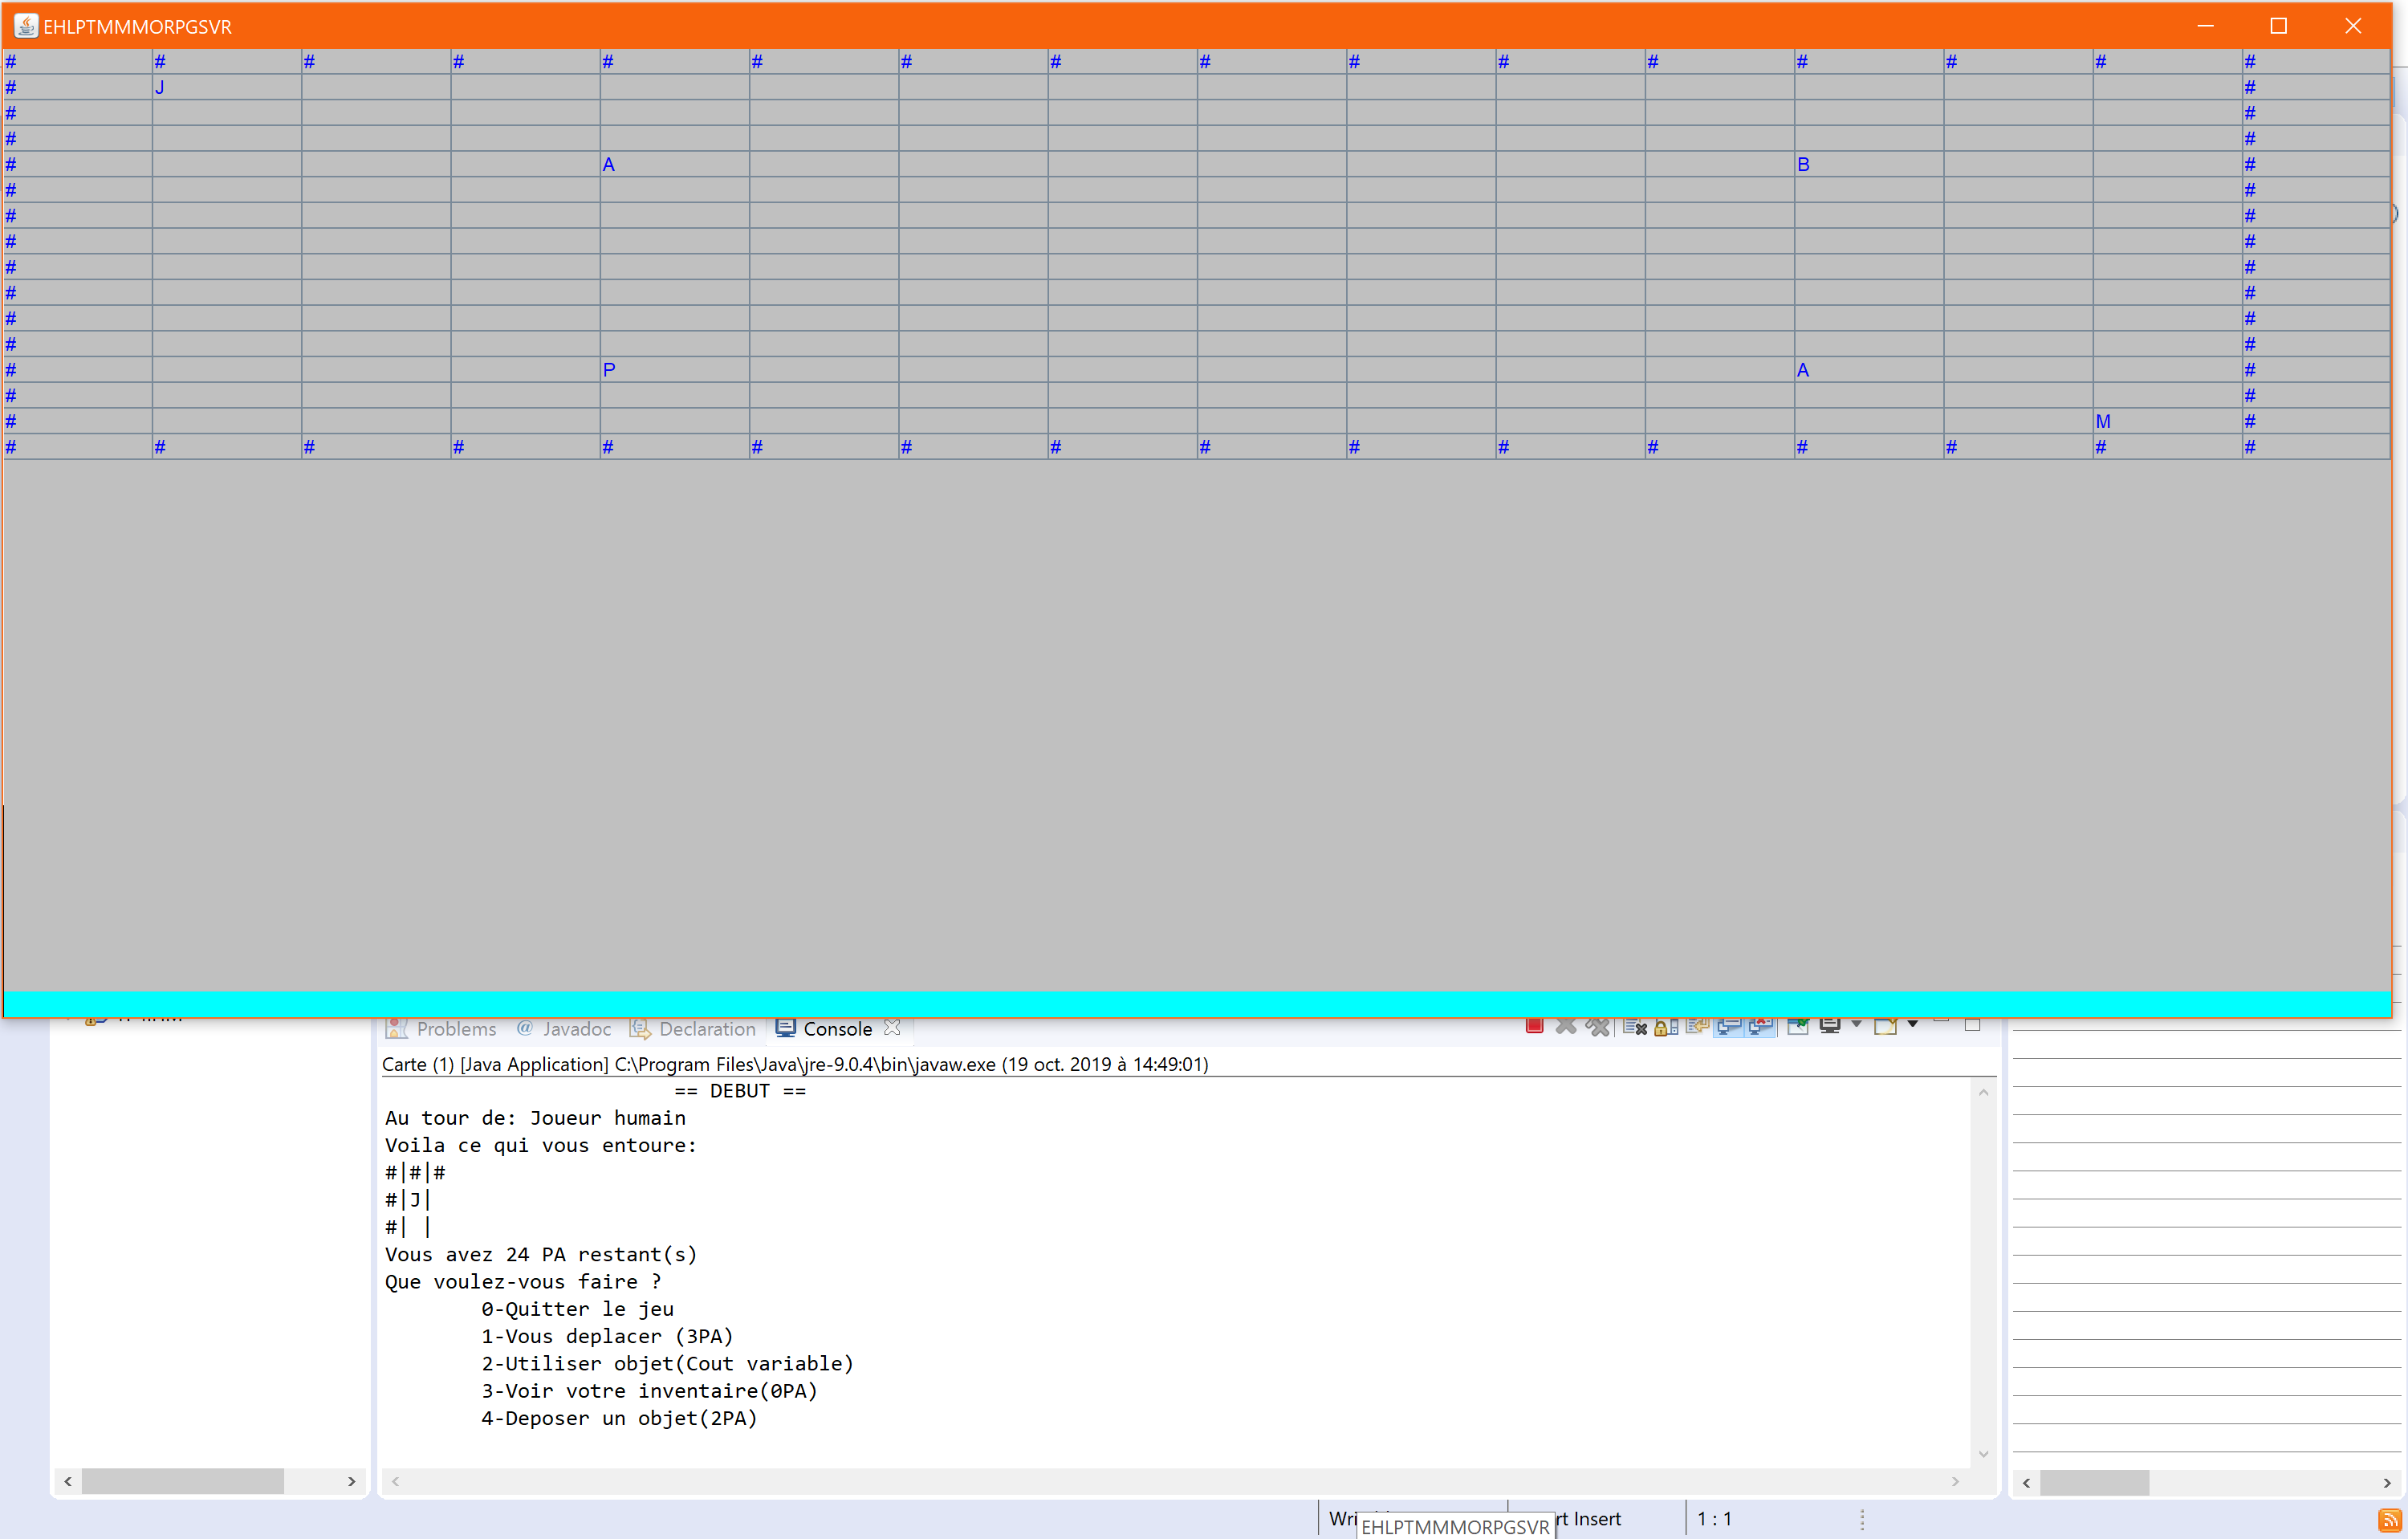 EHLPTMMMORPGSVR
# # # # # # # # # # # # # # # #
# J #
# #
# #
# A B #
# #
# #
# #
# #
# #
# #
# #
# P A #
# #
# M #
# # # # # # # # # # # # # # # #
Problems @ Javadoc Declaration Console
Carte (1) [Java Application] C:\Program Files\Java\jre-9.0.4\bin\javaw.exe (19 oct. 2019 à 14:49:01)
== DEBUT ==
Au tour de: Joueur humain
Voila ce qui vous entoure:
#|#|#
#|J|
#| |
Vous avez 24 PA restant(s)
Que voulez-vous faire ?
0-Quitter le jeu
1-Vous deplacer (3PA)
2-Utiliser objet(Cout variable)
3-Voir votre inventaire(0PA)
4-Deposer un objet(2PA)
Insert 1 : 1
EHLPTMMMORPGSVR